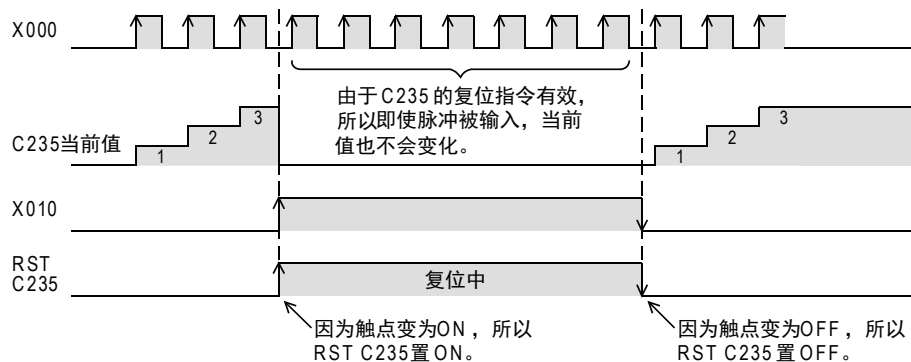 X000
由于C235的复位指令有效，
所以即使脉冲被输入，当前
值也不会变化。
C235当前值
1
2
3
1
2
3
X010
RST
C235
复位中
因为触点变为ON，所以
RST C235置ON。
因为触点变为OFF，所以
RST C235置OFF。